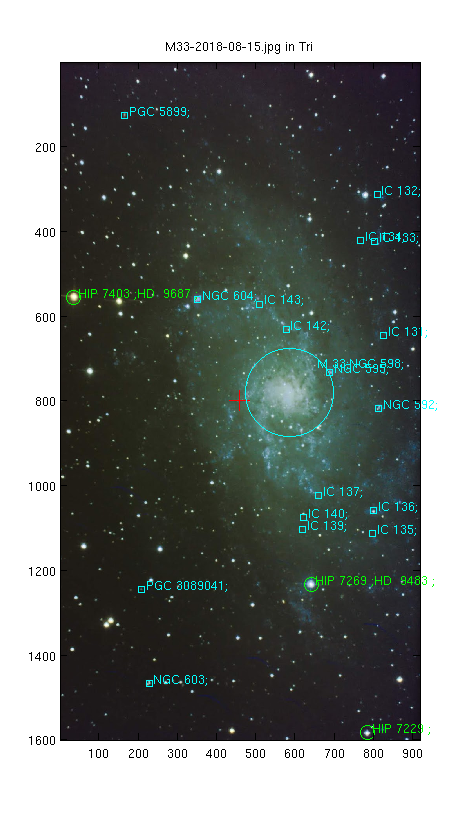 M33-2018-08-15.jpg in Tri
PGC 5899;
200
IC 132;
400
IC 134;
IC 133;
HIP 7403 ;HD  9687 ;
NGC 604;
IC 143;
600
IC 142;
IC 131;
M 33;NGC 598;
NGC 595;
800
NGC 592;
1000
IC 137;
IC 136;
IC 140;
IC 139;
IC 135;
1200
HIP 7269 ;HD  8483 ;
PGC 3089041;
1400
NGC 603;
HIP 7229 ;
1600
100 200 300 400 500 600 700 800 900